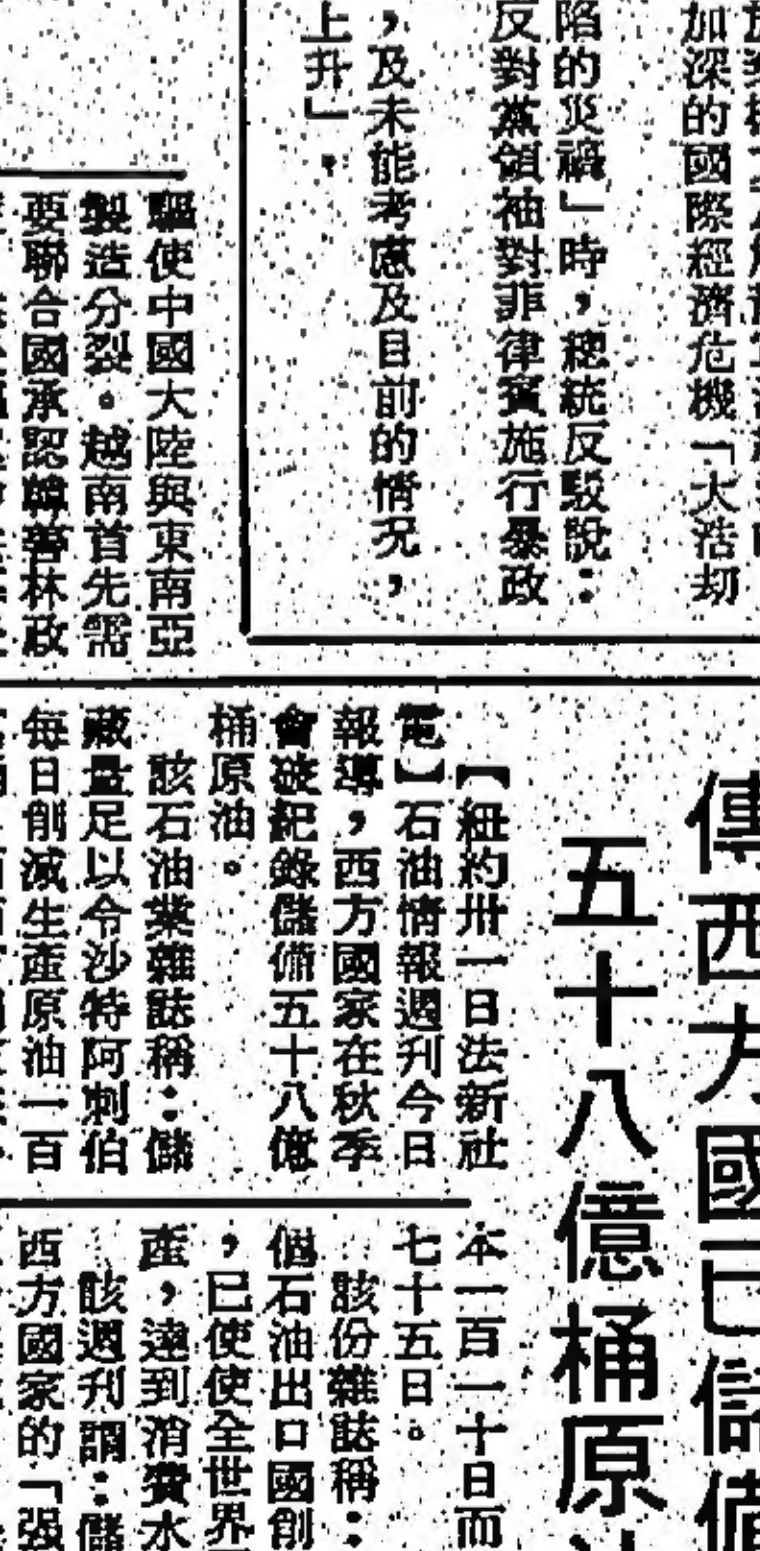 加深的國際經濟危機「大浩劫
陷的災禍」時，總統反駁說：
反對黨領袖對菲律賓施行暴政
，及未能考慮及目前的情況，
上升」．
驅使中國大陸與東南亞
製造分裂。越南首先需
要聯合國承認韓善林政
傳西方國已儲備
五十八億桶原
【紐約卅一日法新社
電】石油情報週刋今日
報導，西方國家在秋季
會破紀錄儲備五十八億
桶原油。
該石油業雜誌稱：儲
藏量足以令沙特阿刺伯
每日削減生產原油一百
本一百一十日而
七十五日。
該份雜誌稱：
個石油出口國創
，已使使全世界
產，遠到消費水
該週刋謂：儲
西方國家的「强